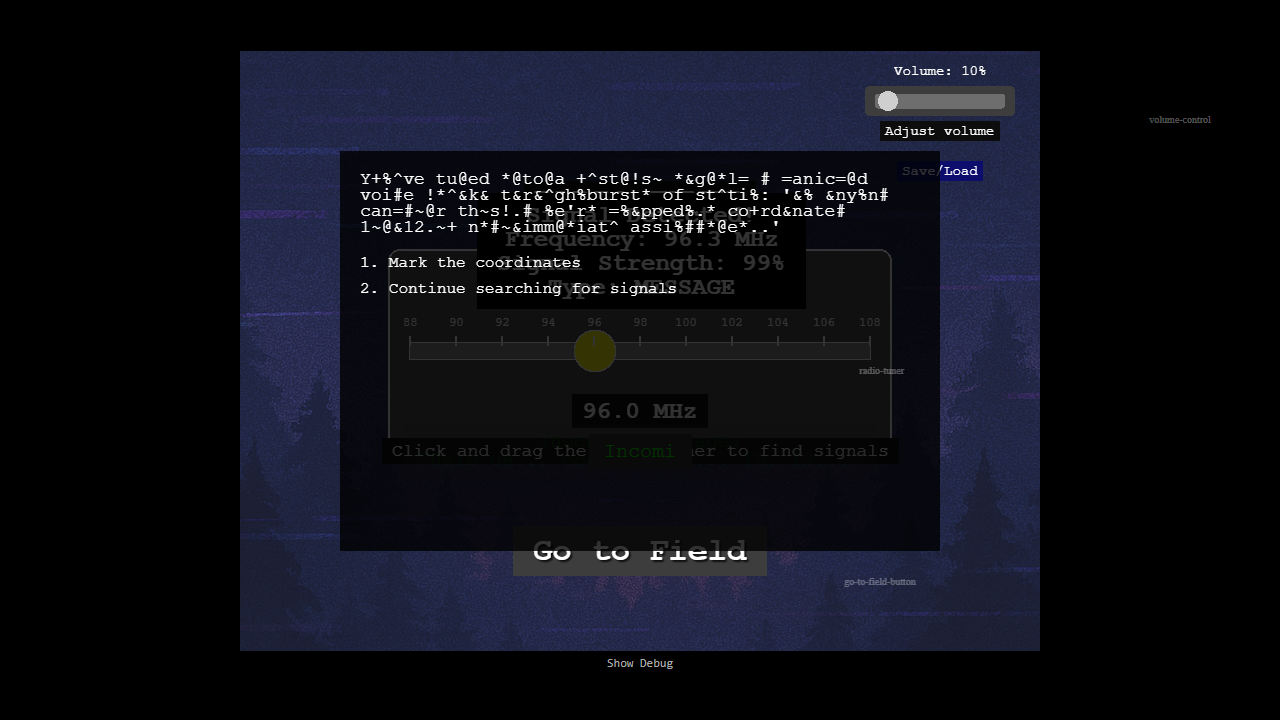 Volume: 10%
Adjust volume
volume-control
Save/Load
Y+%^ve tu@ed *@to@a +^st@!s~ *&g@*l= # =anic=@d
voi#e !*^&k& t&r&^gh%burst* of st^ti%: '&% &ny%n#
can=#~@r th~s!.# %e'r* =%&pped%.* co+rd&nate#
1~@&12.~+ n*#~&imm@*iat^ assi%##*@e*..'
Signal Detected!
Frequency: 96.3 MHz
Signal Strength: 99%
Type: MESSAGE
1. Mark the coordinates
2. Continue searching for signals
88 90 92 94 96 98 100 102 104 106 108
radio-tuner
96.0 MHz
Click and drag the
Incomi
er to find signals
Go to Field
go-to-field-button
Show Debug